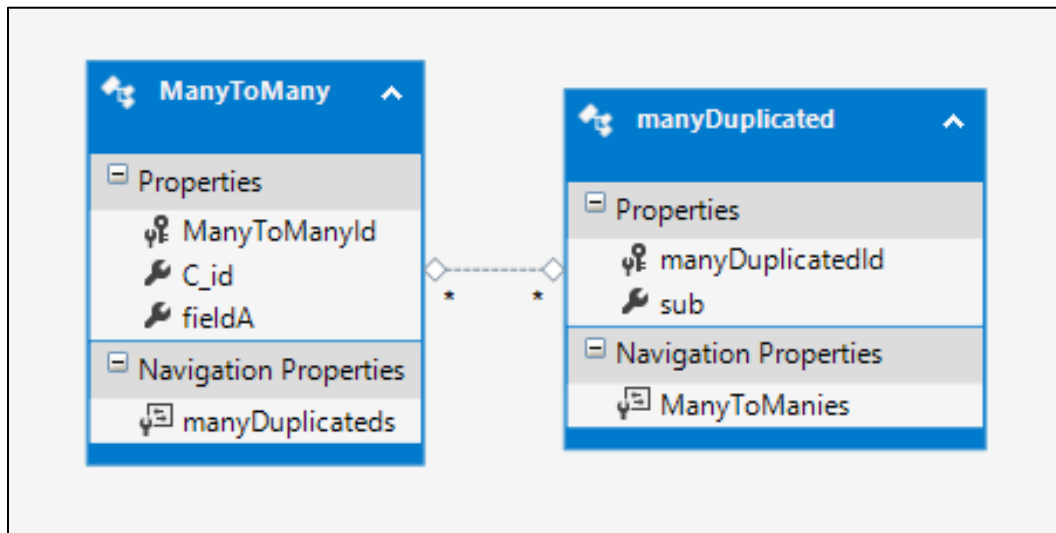 ManyToMany
Properties
ManyToManyId
C_id
fieldA
Navigation Properties
manyDuplicateds
* *
manyDuplicated
Properties
manyDuplicatedId
sub
Navigation Properties
ManyToManies